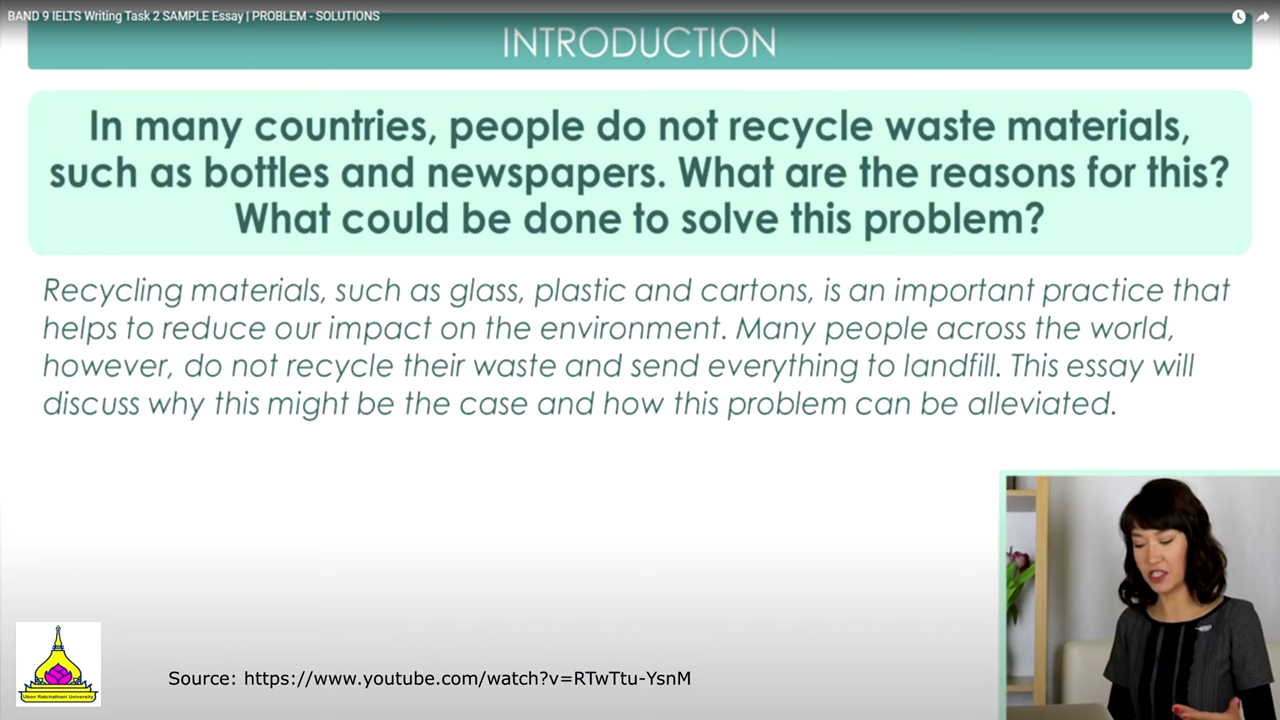 BAND 9 IELTS Writing Task 2 SAMPLE Essay | PROBLEM - SOLUTIONS
INTRODUCTION
In many countries, people do not recycle waste materials,
such as bottles and newspapers. What are the reasons for this?
What could be done to solve this problem?
Recycling materials, such as glass, plastic and cartons, is an important practice that
helps to reduce our impact on the environment. Many people across the world,
however, do not recycle their waste and send everything to landfill. This essay will
discuss why this might be the case and how this problem can be alleviated.
Ubon Ratchathani University
Source: https://www.youtube.com/watch?v=RTwTtu-YsnM